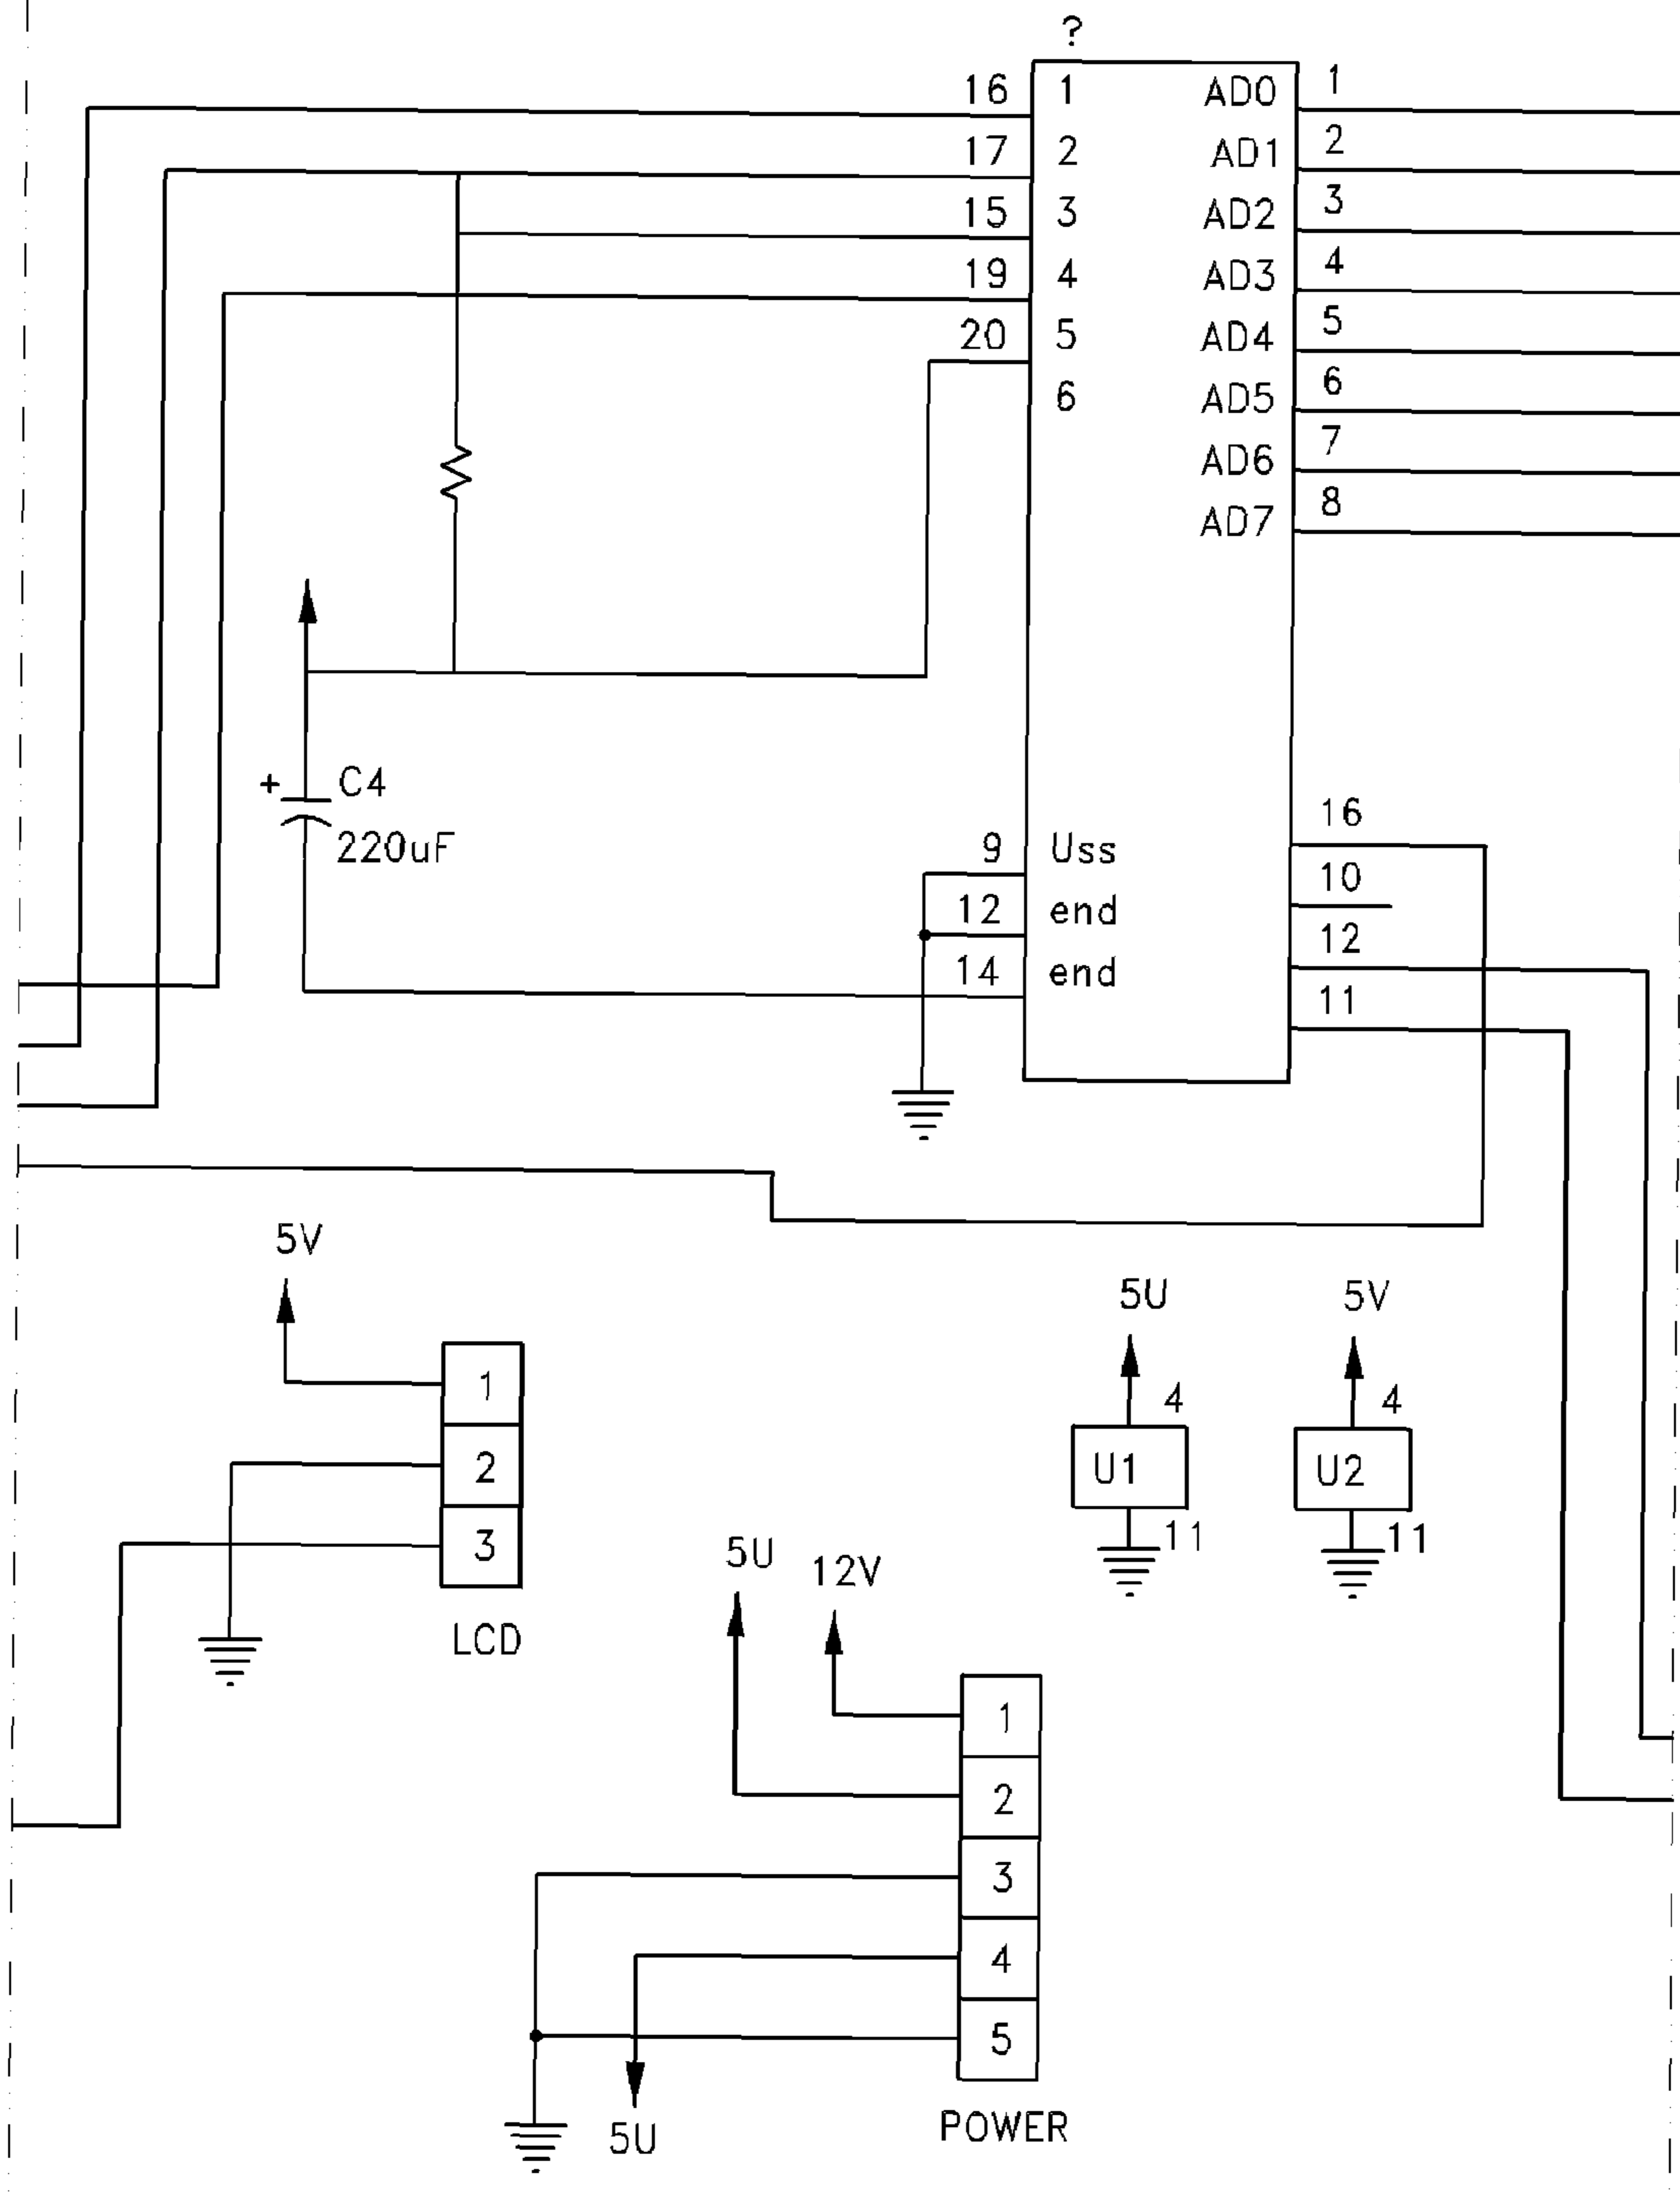 ?
16 1 AD0 1
17 2 AD1 2
15 3 AD2 3
19 4 AD3 4
20 5 AD4 5
6 AD5 6
AD6 7
AD7 8
+ C4
220uF
16
9 Uss
10
12 end
12
14 end
11
5V
1
2
3
LCD
5U
4
U1
11
5V
4
U2
11
5U
12V
1
2
3
4
5
5U
POWER